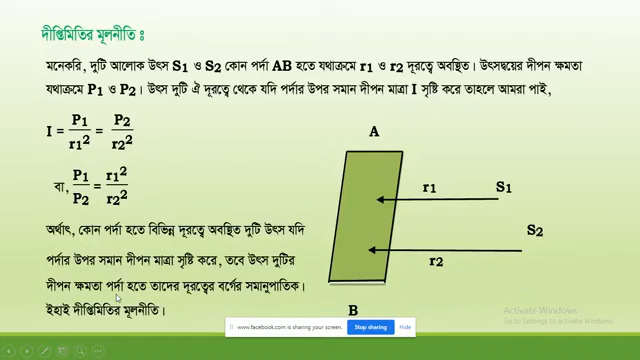 দীপ্তিমিতির মূলনীতি ঃ
মনেকরি, দুটি আলোক উৎস S1 ও S2 কোন পর্দা AB হতে যথাক্রমে r1 ও r2 দূরত্বে অবস্থিত। উৎসদ্বয়ের দীপন ক্ষমতা
যথাক্রমে P1 ও P2 । উৎস দুটি ঐ দূরত্বে থেকে যদি পর্দার উপর সমান দীপন মাত্রা I সৃষ্টি করে তাহলে আমরা পাই,
I = P1/r1² = P2/r2²
বা, P1/P2 = r1²/r2²
অর্থাৎ, কোন পর্দা হতে বিভিন্ন দূরত্বে অবস্থিত দুটি উৎস যদি
পর্দার উপর সমান দীপন মাত্রা সৃষ্টি করে, তবে উৎস দুটির
দীপন ক্ষমতা পর্দা হতে তাদের দূরত্বের বর্গের সমানুপাতিক।
ইহাই দীপ্তিমিতির মূলনীতি।
A
r1
S1
S2
r2
B
Activate Windows
Go to Settings to activate Windows.
www.facebook.com is sharing your screen.
Stop sharing
Hide